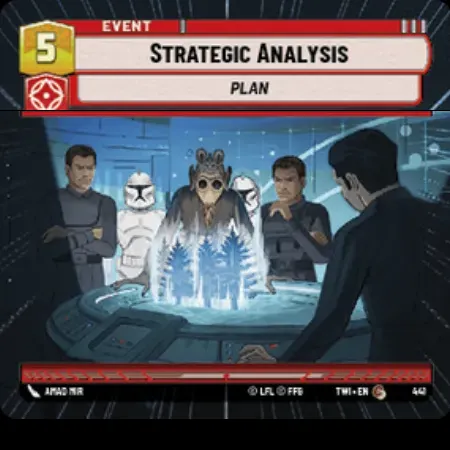 EVENT
5
STRATEGIC ANALYSIS
PLAN
AMAD MIR
© LFL © FFG
TWI • EN
441